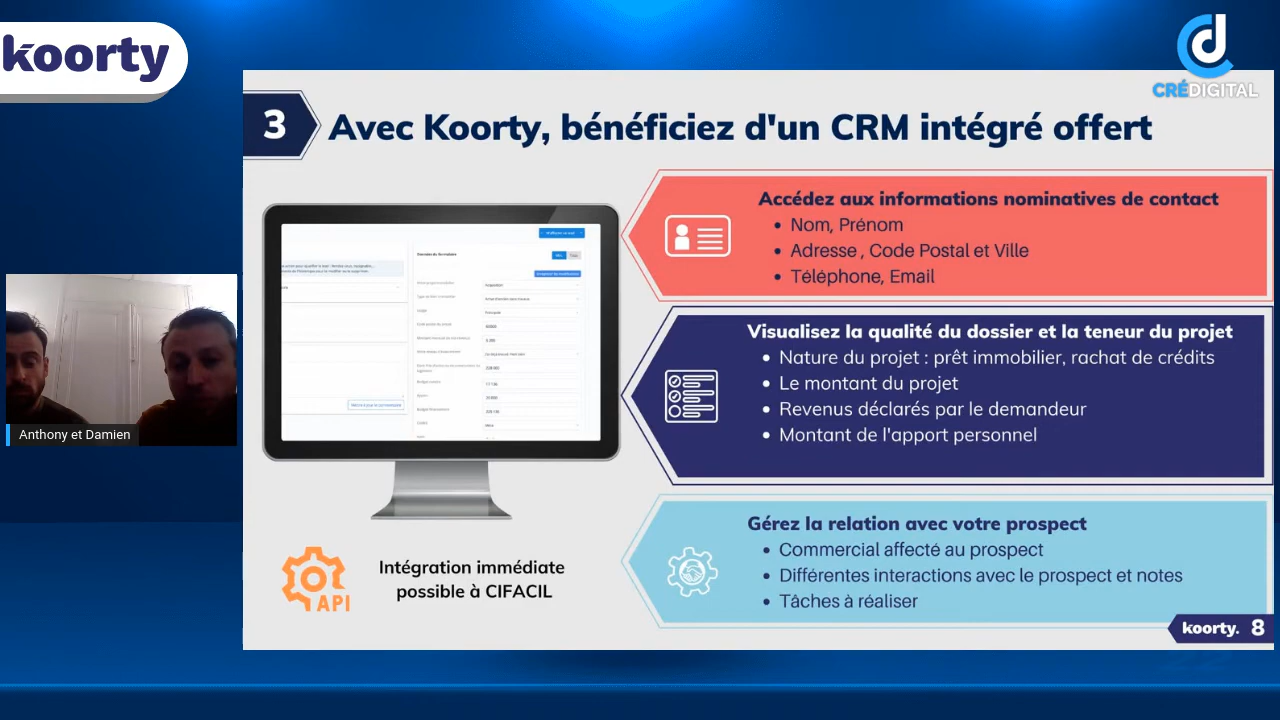 koorty
CRÉDIGITAL
3
Avec Koorty, bénéficiez d'un CRM intégré offert
Accédez aux informations nominatives de contact
• Nom, Prénom
• Adresse , Code Postal et Ville
• Téléphone, Email
Visualisez la qualité du dossier et la teneur du projet
• Nature du projet : prêt immobilier, rachat de crédits
• Le montant du projet
• Revenus déclarés par le demandeur
• Montant de l'apport personnel
Anthony et Damien
Gérez la relation avec votre prospect
• Commercial affecté au prospect
• Différentes interactions avec le prospect et notes
• Tâches à réaliser
API
Intégration immédiate
possible à CIFACIL
koorty. 8